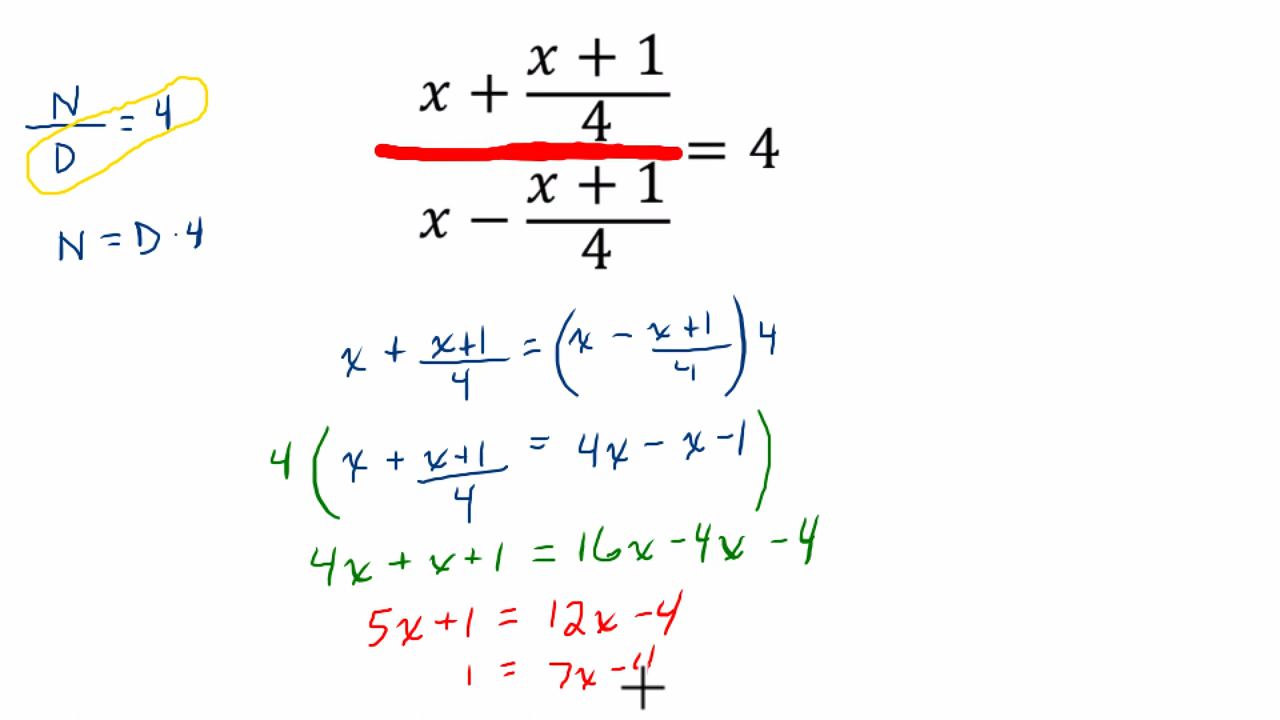 N/D = 4
N = D · 4
(x + (x + 1)/4)/(x − (x + 1)/4) = 4
x + (x+1)/4 = (x − (x+1)/4) 4
4 (x + (x+1)/4 = 4x − x − 1)
4x + x + 1 = 16x − 4x − 4
5x + 1 = 12x − 4
1 = 7x − 4